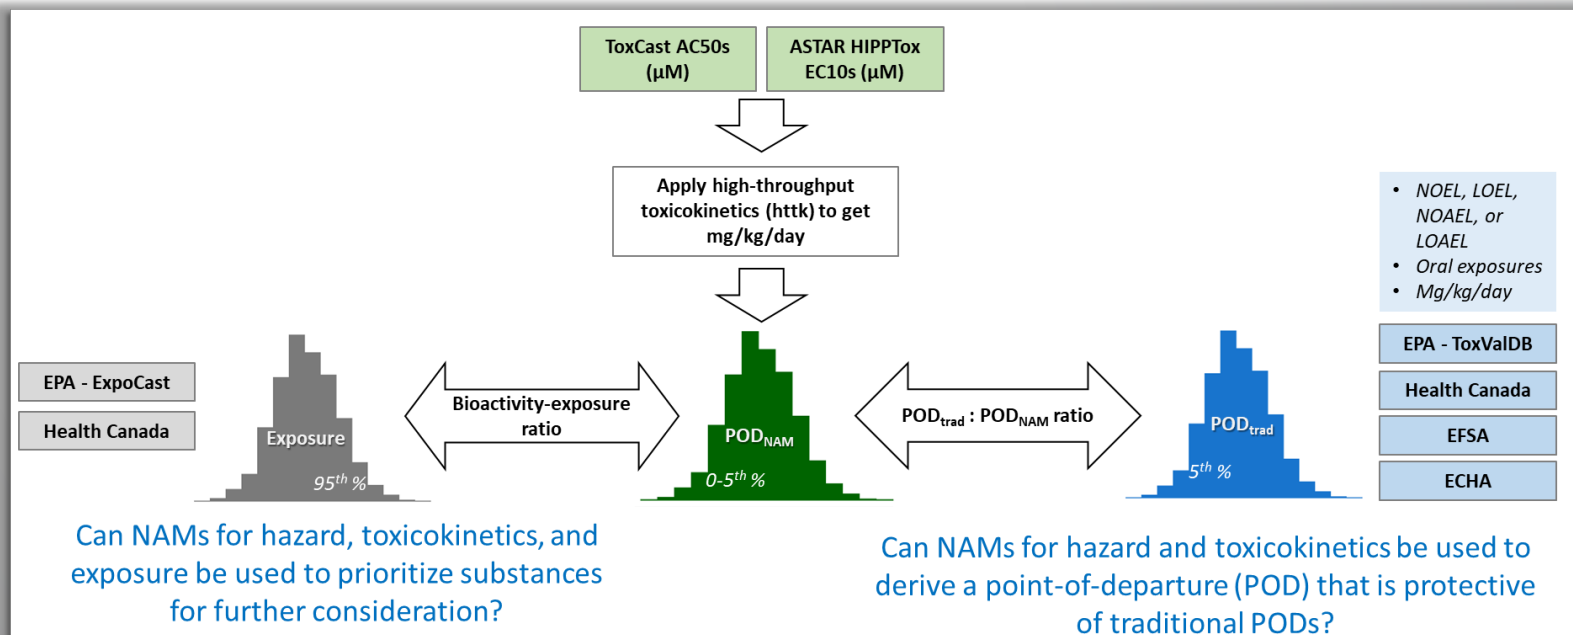 ToxCast AC50s
(µM)
ASTAR HIPPTox
EC10s (µM)
Apply high-throughput
toxicokinetics (httk) to get
mg/kg/day
• NOEL, LOEL,
NOAEL, or
LOAEL
• Oral exposures
• Mg/kg/day
EPA - ExpoCast
Health Canada
Exposure
95th %
Bioactivity-exposure
ratio
PODNAM
0-5th %
PODtrad : PODNAM ratio
PODtrad
5th %
EPA - ToxValDB
Health Canada
EFSA
ECHA
Can NAMs for hazard, toxicokinetics, and
exposure be used to prioritize substances
for further consideration?
Can NAMs for hazard and toxicokinetics be used to
derive a point-of-departure (POD) that is protective
of traditional PODs?